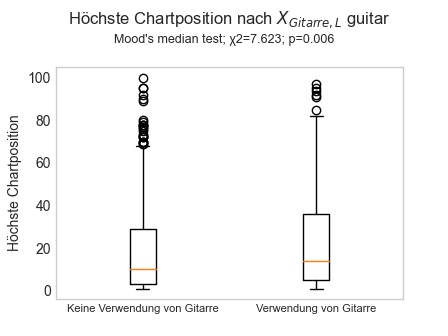 Höchste Chartposition nach X_{Gitarre, L} guitar
Mood's median test; χ2=7.623; p=0.006
Höchste Chartposition
100
80
60
40
20
0
Keine Verwendung von Gitarre
Verwendung von Gitarre